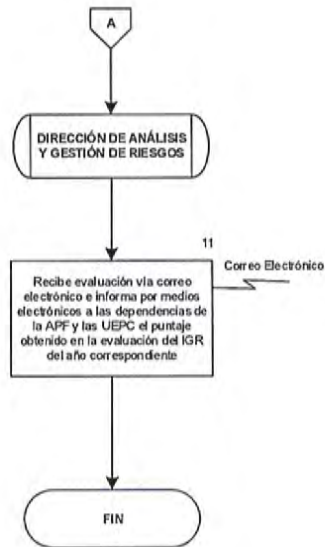 A
DIRECCIÓN DE ANÁLISIS
Y GESTIÓN DE RIESGOS
11
Correo Electrónico
Recibe evaluación vía correo
electrónico e informa por medios
electrónicos a las dependencias de
la APF y las UEPC el puntaje
obtenido en la evaluación del IGR
del año correspondiente
FIN